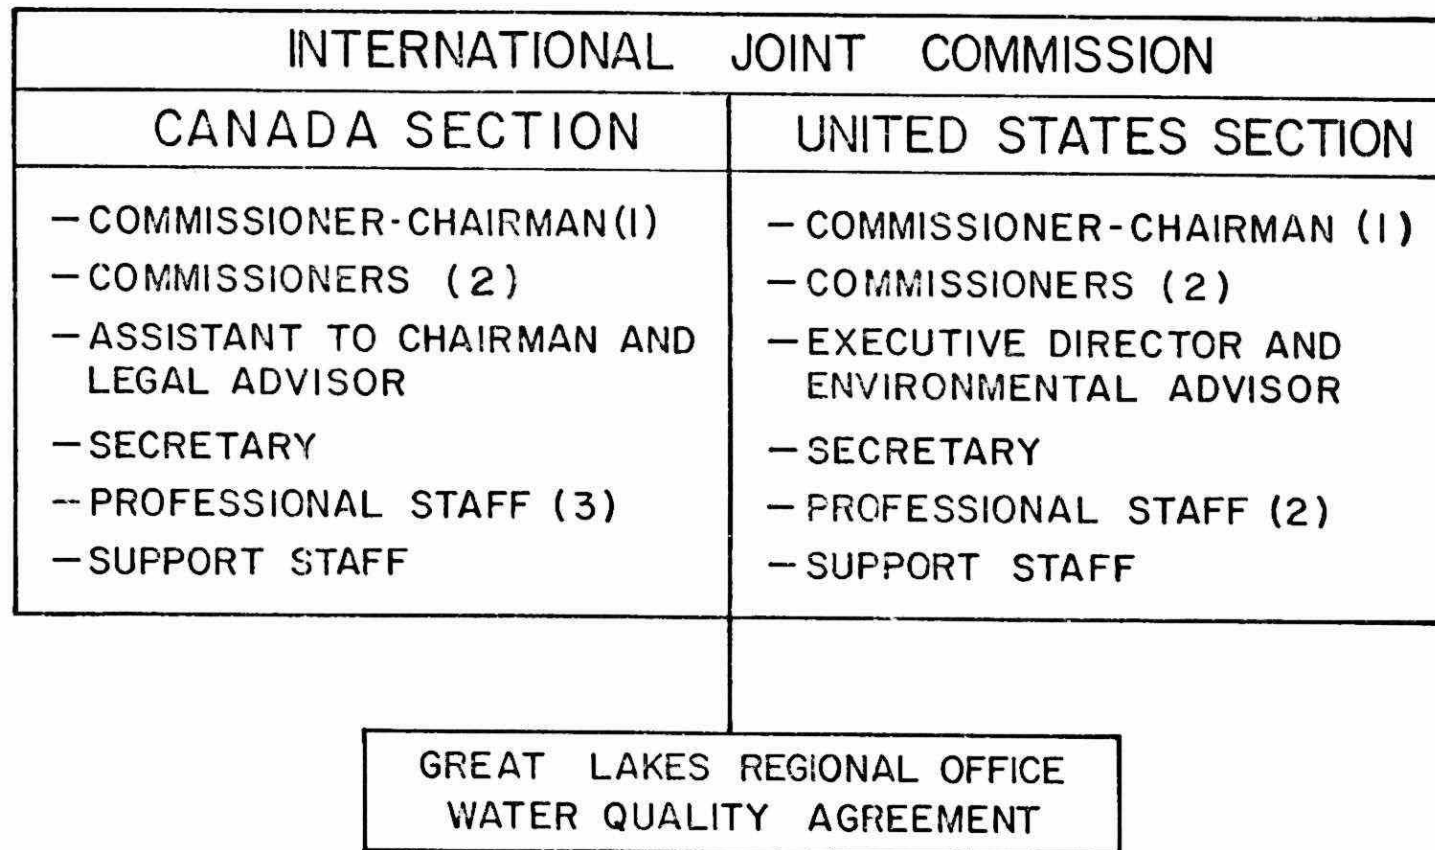 INTERNATIONAL JOINT COMMISSION
CANADA SECTION
— COMMISSIONER-CHAIRMAN (1)
— COMMISSIONERS (2)
— ASSISTANT TO CHAIRMAN AND
LEGAL ADVISOR
— SECRETARY
— PROFESSIONAL STAFF (3)
— SUPPORT STAFF
UNITED STATES SECTION
— COMMISSIONER-CHAIRMAN (1)
— COMMISSIONERS (2)
— EXECUTIVE DIRECTOR AND
ENVIRONMENTAL ADVISOR
— SECRETARY
— PROFESSIONAL STAFF (2)
— SUPPORT STAFF
GREAT LAKES REGIONAL OFFICE
WATER QUALITY AGREEMENT